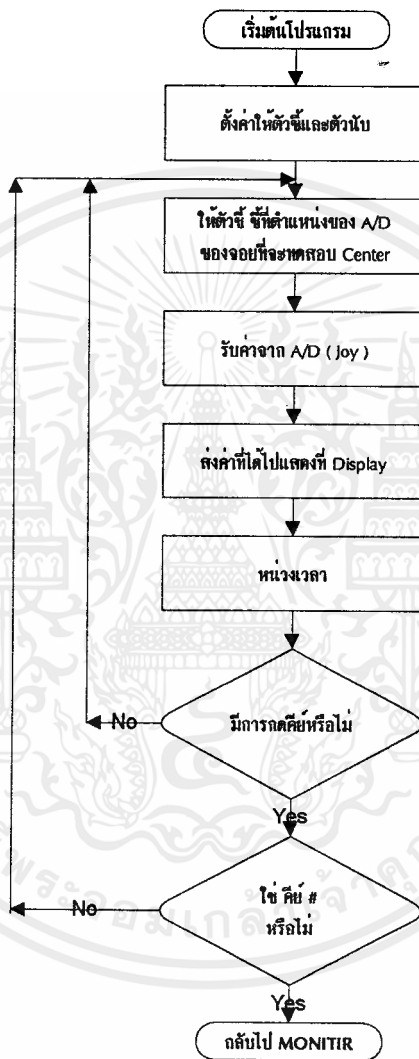 เริ่มต้นโปรแกรม
ตั้งค่าให้ตัวชี้และตัวนับ
ให้ตัวชี้ ชี้ที่ตำแหน่งของ A/D
ของจอยที่จะทดสอบ Center
รับค่าจาก A/D ( Joy )
ส่งค่าที่ได้ไปแสดงที่ Display
หน่วงเวลา
มีการกดคีย์หรือไม่
No
Yes
ใช่ คีย์ #
หรือไม่
No
Yes
กลับไป MONITIR